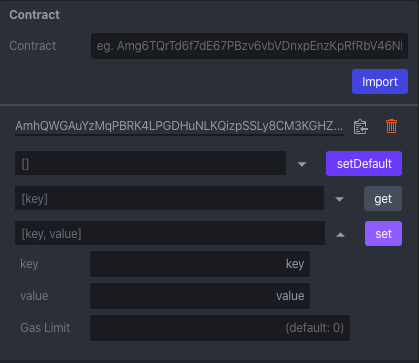 Contract
Contract eg. Amg6TQrTd6f7dE67PBzv6vbVDnxpEnzKpRfRbV46N
Import
AmhQWGAuYzMqPBRK4LPGDHuNLKQizpSSLy8CM3KGHZ...
[] setDefault
[key] get
[key, value] set
key key
value value
Gas Limit (default: 0)